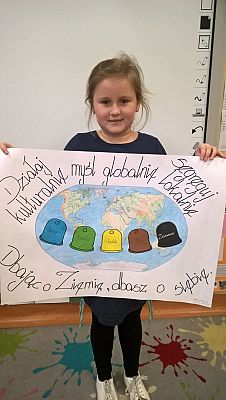 Działaj kulturalnie
myśl globalnie
segreguj lokalnie
Dbając o Ziemię, dbasz o siebie.